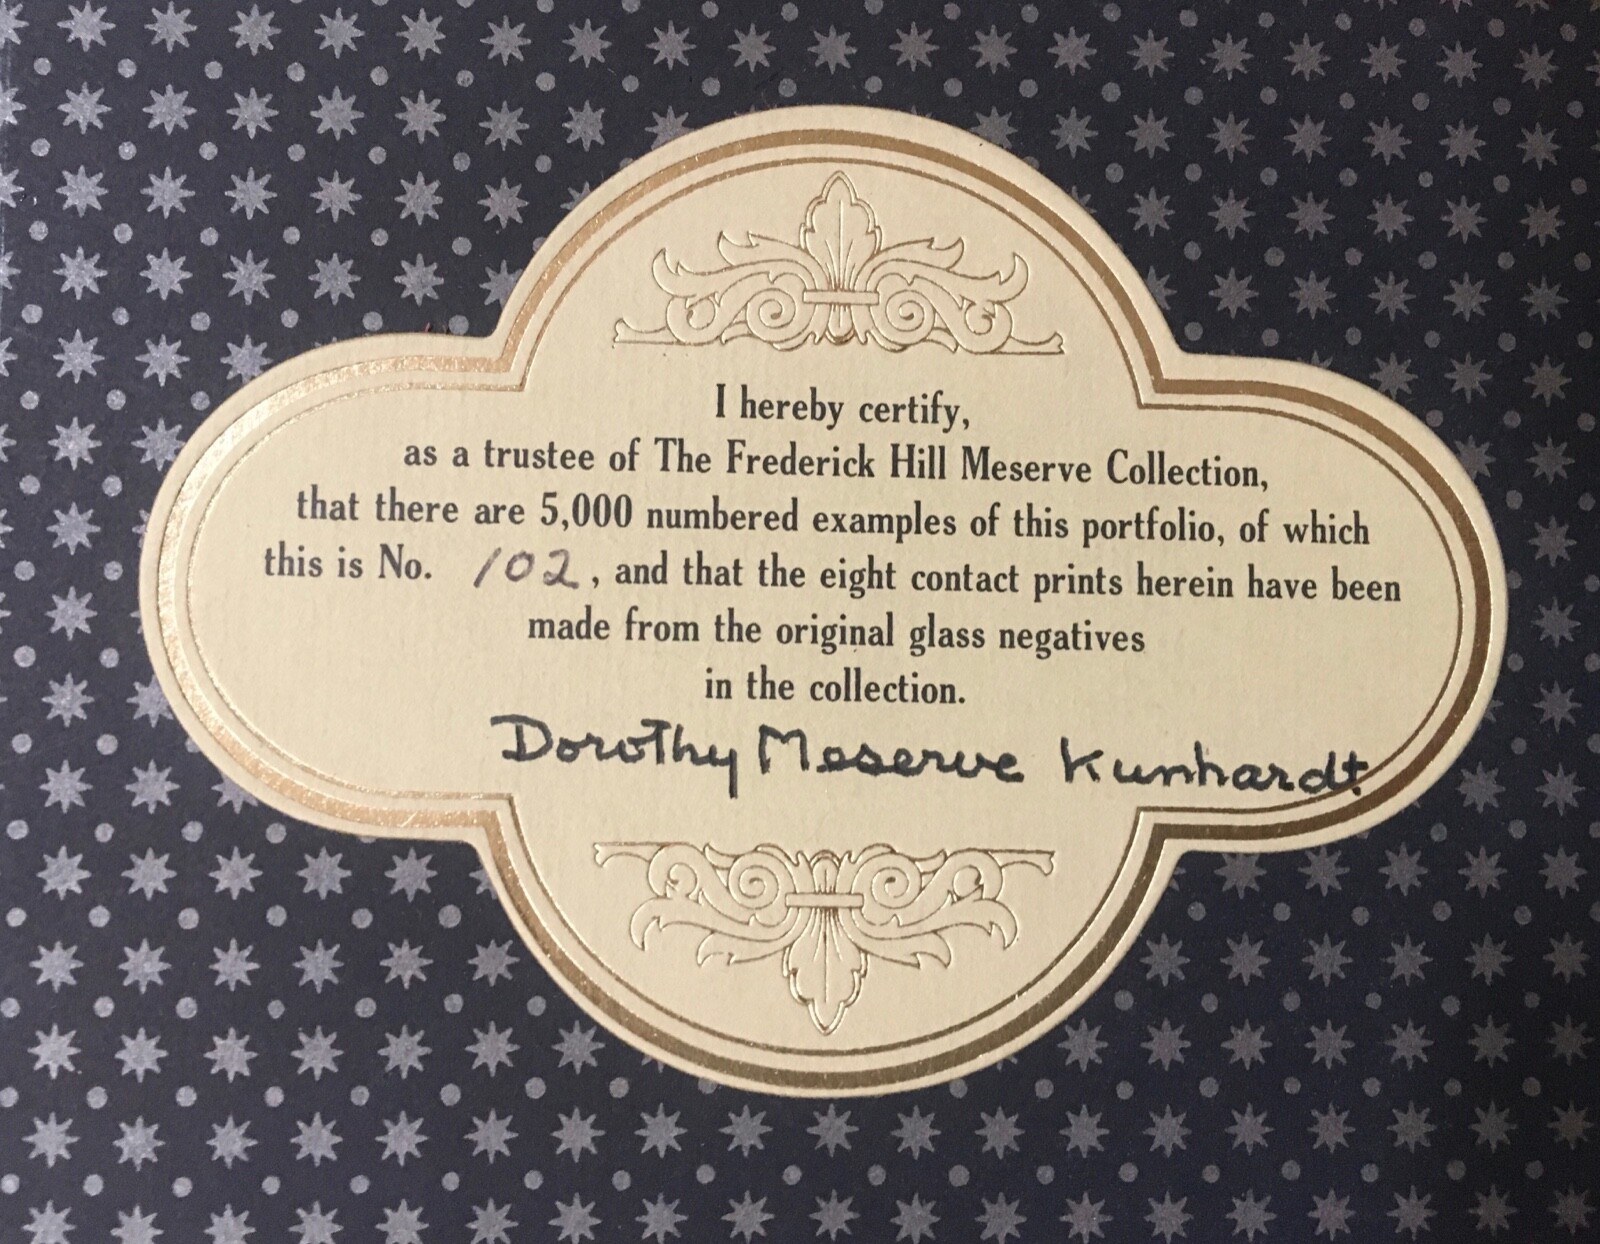 I hereby certify,
as a trustee of The Frederick Hill Meserve Collection,
that there are 5,000 numbered examples of this portfolio, of which
this is No. 102, and that the eight contact prints herein have been
made from the original glass negatives
in the collection.
Dorothy Meserve Kunhardt